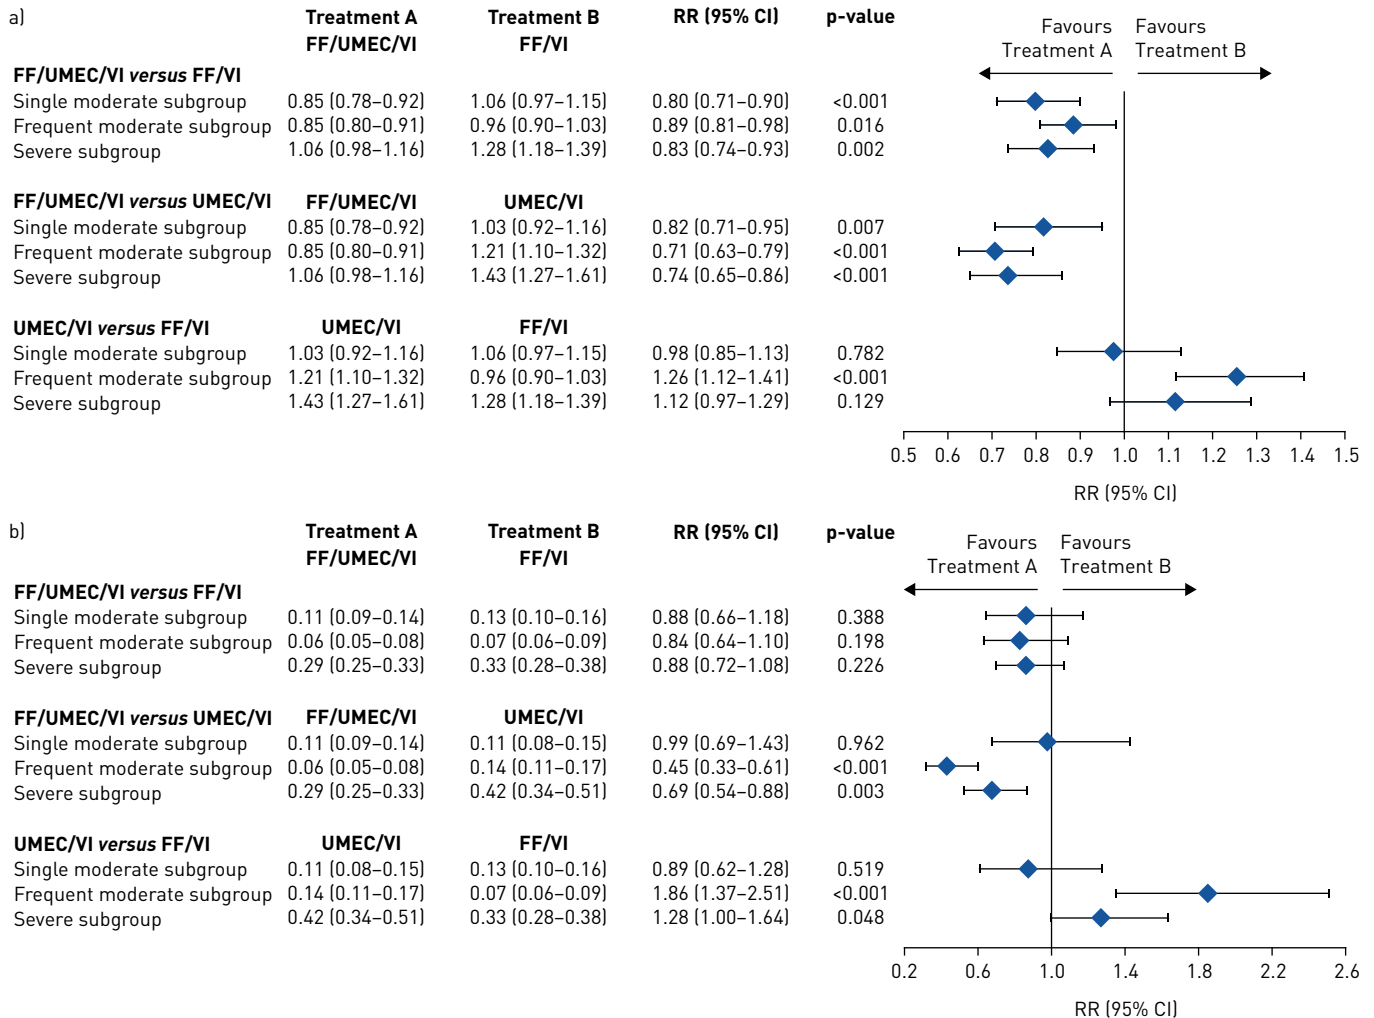 a) Treatment A Treatment B RR (95% CI) p-value Favours Favours
FF/UMEC/VI FF/VI Treatment A Treatment B
FF/UMEC/VI versus FF/VI
Single moderate subgroup 0.85 (0.78–0.92) 1.06 (0.97–1.15) 0.80 (0.71–0.90) <0.001
Frequent moderate subgroup 0.85 (0.80–0.91) 0.96 (0.90–1.03) 0.89 (0.81–0.98) 0.016
Severe subgroup 1.06 (0.98–1.16) 1.28 (1.18–1.39) 0.83 (0.74–0.93) 0.002
FF/UMEC/VI versus UMEC/VI FF/UMEC/VI UMEC/VI
Single moderate subgroup 0.85 (0.78–0.92) 1.03 (0.92–1.16) 0.82 (0.71–0.95) 0.007
Frequent moderate subgroup 0.85 (0.80–0.91) 1.21 (1.10–1.32) 0.71 (0.63–0.79) <0.001
Severe subgroup 1.06 (0.98–1.16) 1.43 (1.27–1.61) 0.74 (0.65–0.86) <0.001
UMEC/VI versus FF/VI UMEC/VI FF/VI
Single moderate subgroup 1.03 (0.92–1.16) 1.06 (0.97–1.15) 0.98 (0.85–1.13) 0.782
Frequent moderate subgroup 1.21 (1.10–1.32) 0.96 (0.90–1.03) 1.26 (1.12–1.41) <0.001
Severe subgroup 1.43 (1.27–1.61) 1.28 (1.18–1.39) 1.12 (0.97–1.29) 0.129
0.5 0.6 0.7 0.8 0.9 1.0 1.1 1.2 1.3 1.4 1.5
RR (95% CI)
b) Treatment A Treatment B RR (95% CI) p-value Favours Favours
FF/UMEC/VI FF/VI Treatment A Treatment B
FF/UMEC/VI versus FF/VI
Single moderate subgroup 0.11 (0.09–0.14) 0.13 (0.10–0.16) 0.88 (0.66–1.18) 0.388
Frequent moderate subgroup 0.06 (0.05–0.08) 0.07 (0.06–0.09) 0.84 (0.64–1.10) 0.198
Severe subgroup 0.29 (0.25–0.33) 0.33 (0.28–0.38) 0.88 (0.72–1.08) 0.226
FF/UMEC/VI versus UMEC/VI FF/UMEC/VI UMEC/VI
Single moderate subgroup 0.11 (0.09–0.14) 0.11 (0.08–0.15) 0.99 (0.69–1.43) 0.962
Frequent moderate subgroup 0.06 (0.05–0.08) 0.14 (0.11–0.17) 0.45 (0.33–0.61) <0.001
Severe subgroup 0.29 (0.25–0.33) 0.42 (0.34–0.51) 0.69 (0.54–0.88) 0.003
UMEC/VI versus FF/VI UMEC/VI FF/VI
Single moderate subgroup 0.11 (0.08–0.15) 0.13 (0.10–0.16) 0.89 (0.62–1.28) 0.519
Frequent moderate subgroup 0.14 (0.11–0.17) 0.07 (0.06–0.09) 1.86 (1.37–2.51) <0.001
Severe subgroup 0.42 (0.34–0.51) 0.33 (0.28–0.38) 1.28 (1.00–1.64) 0.048
0.2 0.6 1.0 1.4 1.8 2.2 2.6
RR (95% CI)